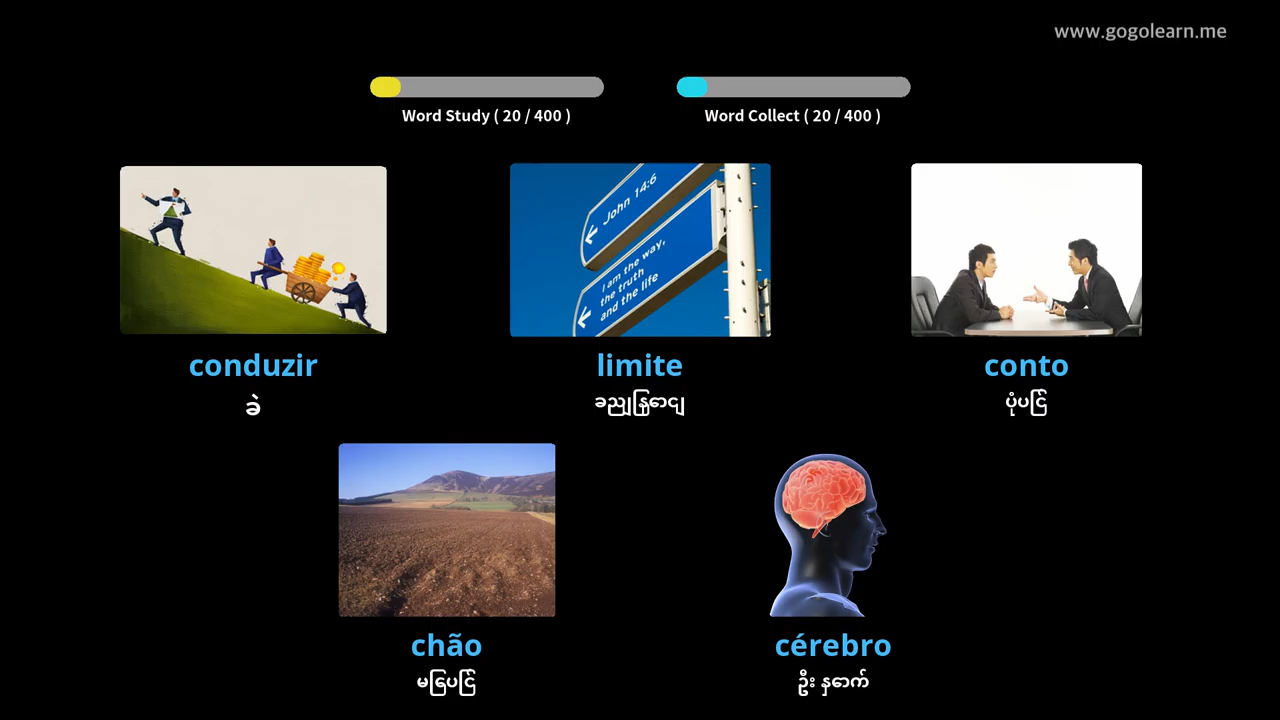 www.gogolearn.me
Word Study ( 20 / 400 )
Word Collect ( 20 / 400 )
John 14:6
I am the way,
the truth
and the life
conduzir
limite
conto
ခဲ
ခညျနှောငျ
ပုံပြင်
chão
cérebro
မြေပြင်
ဦး နှောက်